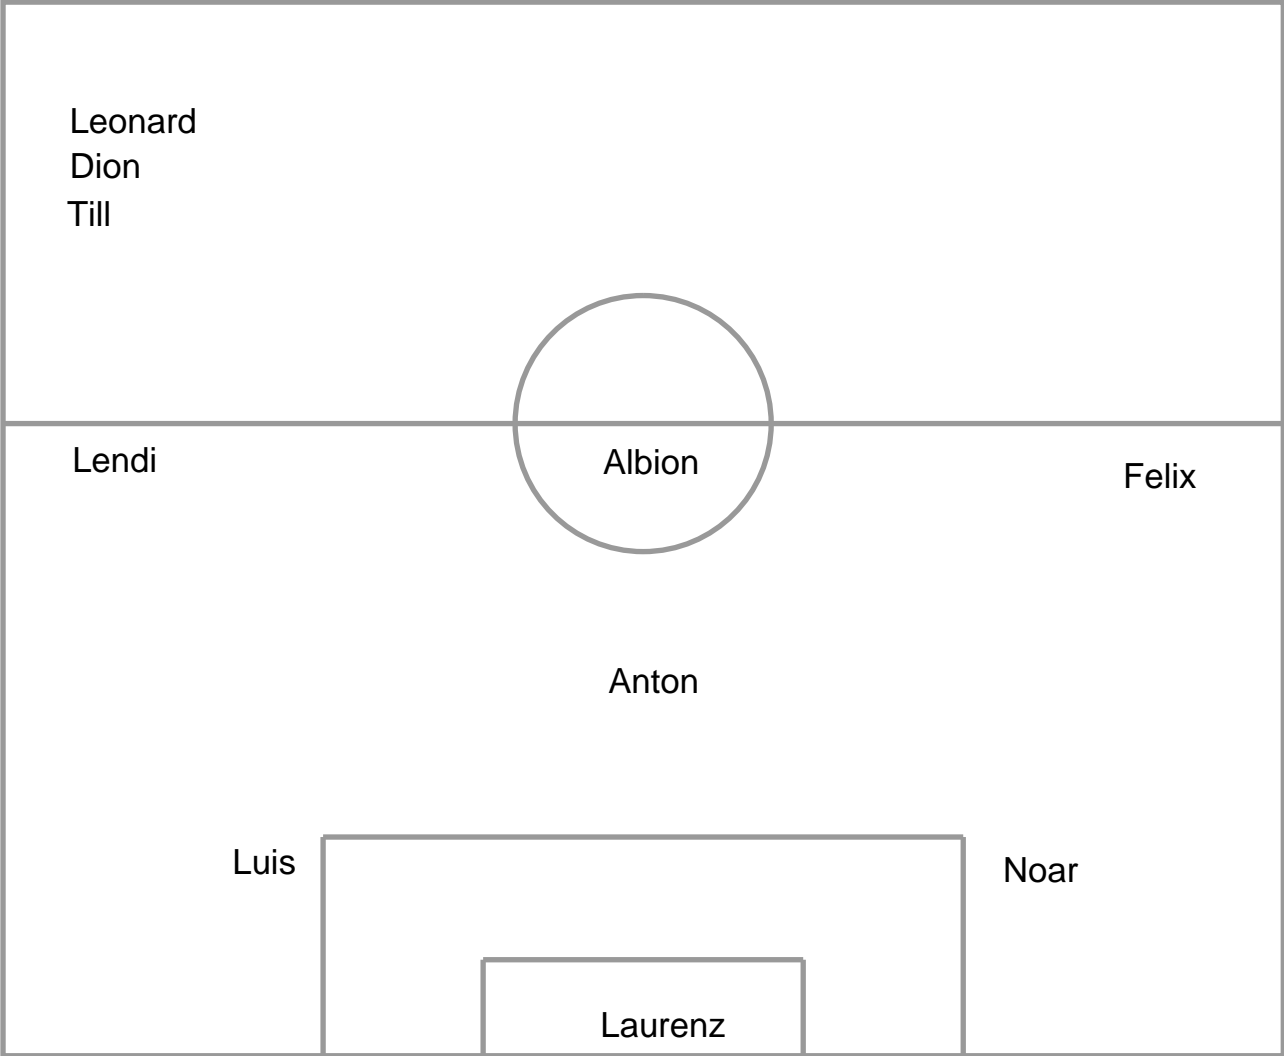 Leonard
Dion
Till
Lendi
Albion
Felix
Anton
Luis
Noar
Laurenz